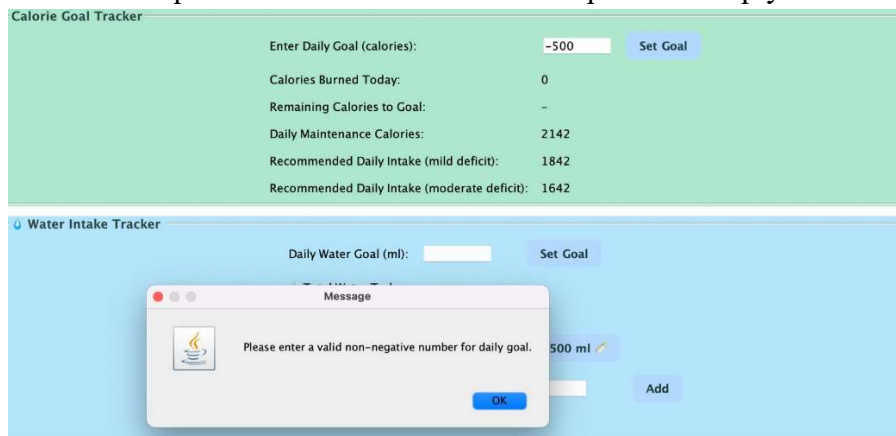 Calorie Goal Tracker
Enter Daily Goal (calories): -500 Set Goal
Calories Burned Today: 0
Remaining Calories to Goal: -
Daily Maintenance Calories: 2142
Recommended Daily Intake (mild deficit): 1842
Recommended Daily Intake (moderate deficit): 1642
Water Intake Tracker
Daily Water Goal (ml): Set Goal
Message
Please enter a valid non-negative number for daily goal.
500 ml
OK
Add